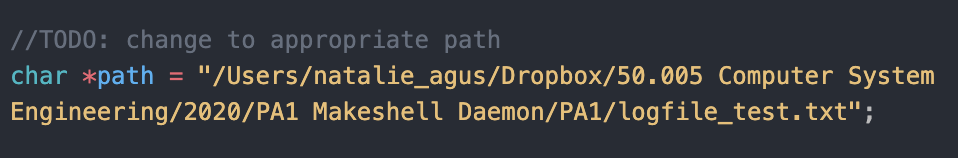 //TODO: change to appropriate path
char *path = "/Users/natalie_agus/Dropbox/50.005 Computer System
Engineering/2020/PA1 Makeshell Daemon/PA1/logfile_test.txt";